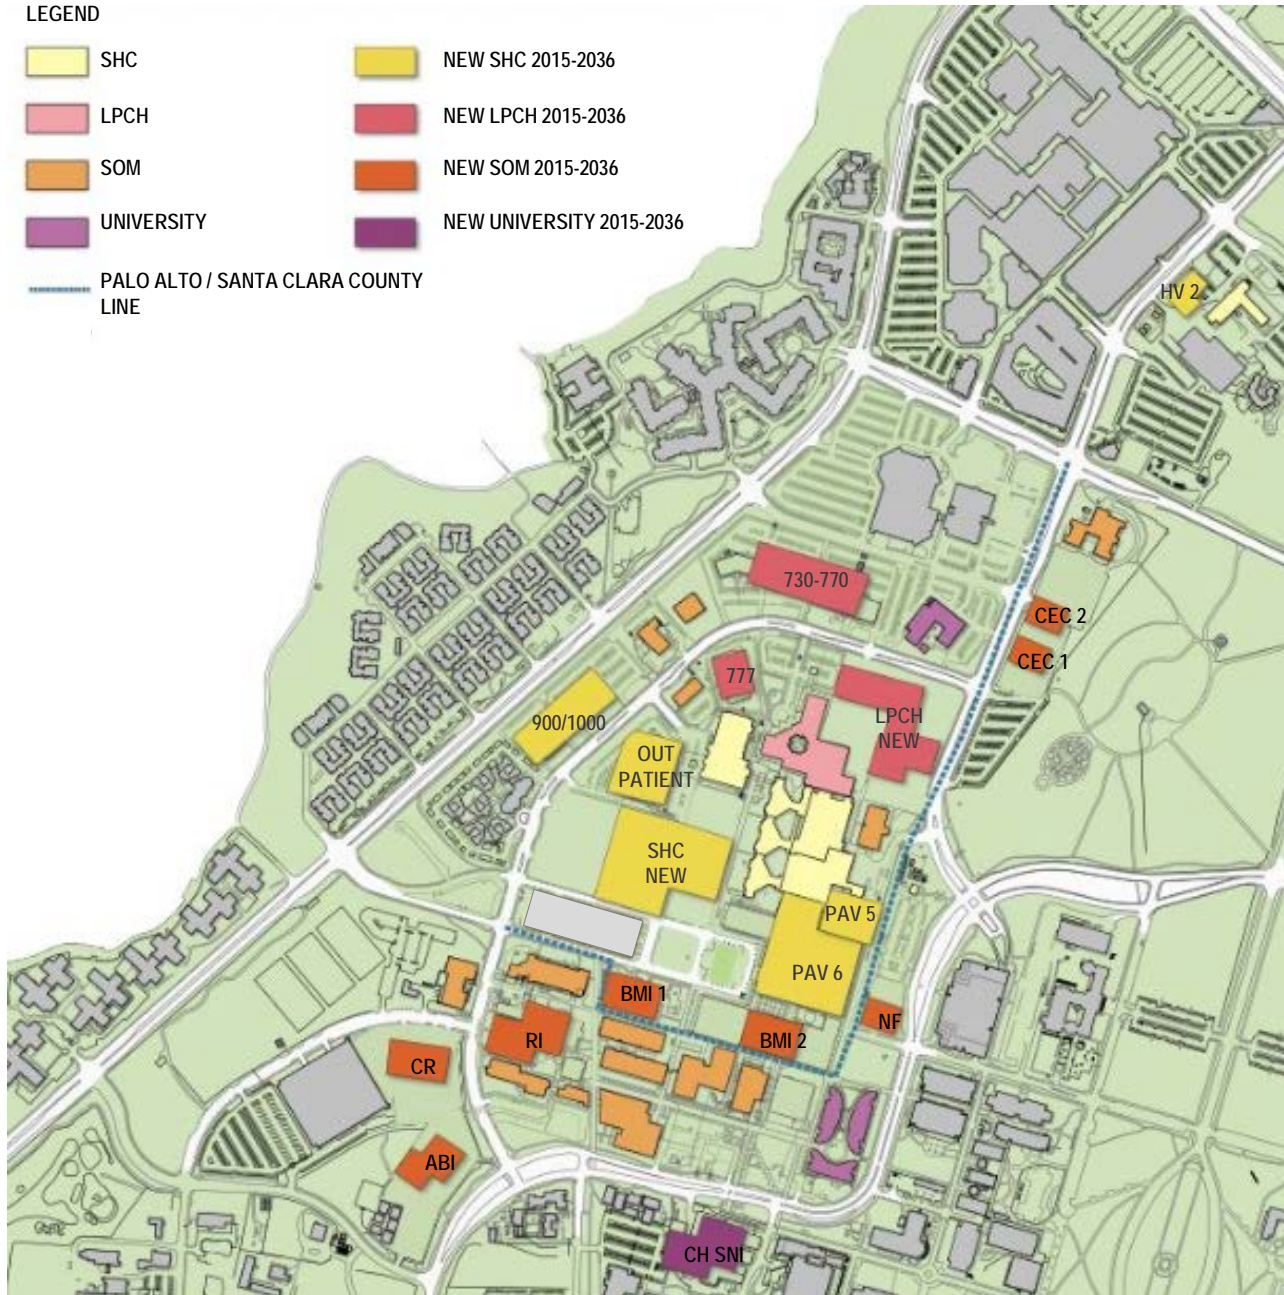 LEGEND
SHC
NEW SHC 2015-2036
LPCH
NEW LPCH 2015-2036
SOM
NEW SOM 2015-2036
UNIVERSITY
NEW UNIVERSITY 2015-2036
PALO ALTO / SANTA CLARA COUNTY
LINE
HV 2
730-770
CEC 2
CEC 1
777
900/1000
LPCH
NEW
OUT
PATIENT
SHC
NEW
PAV 5
PAV 6
BMI 1
NF
RI
BMI 2
CR
ABI
CH SNI